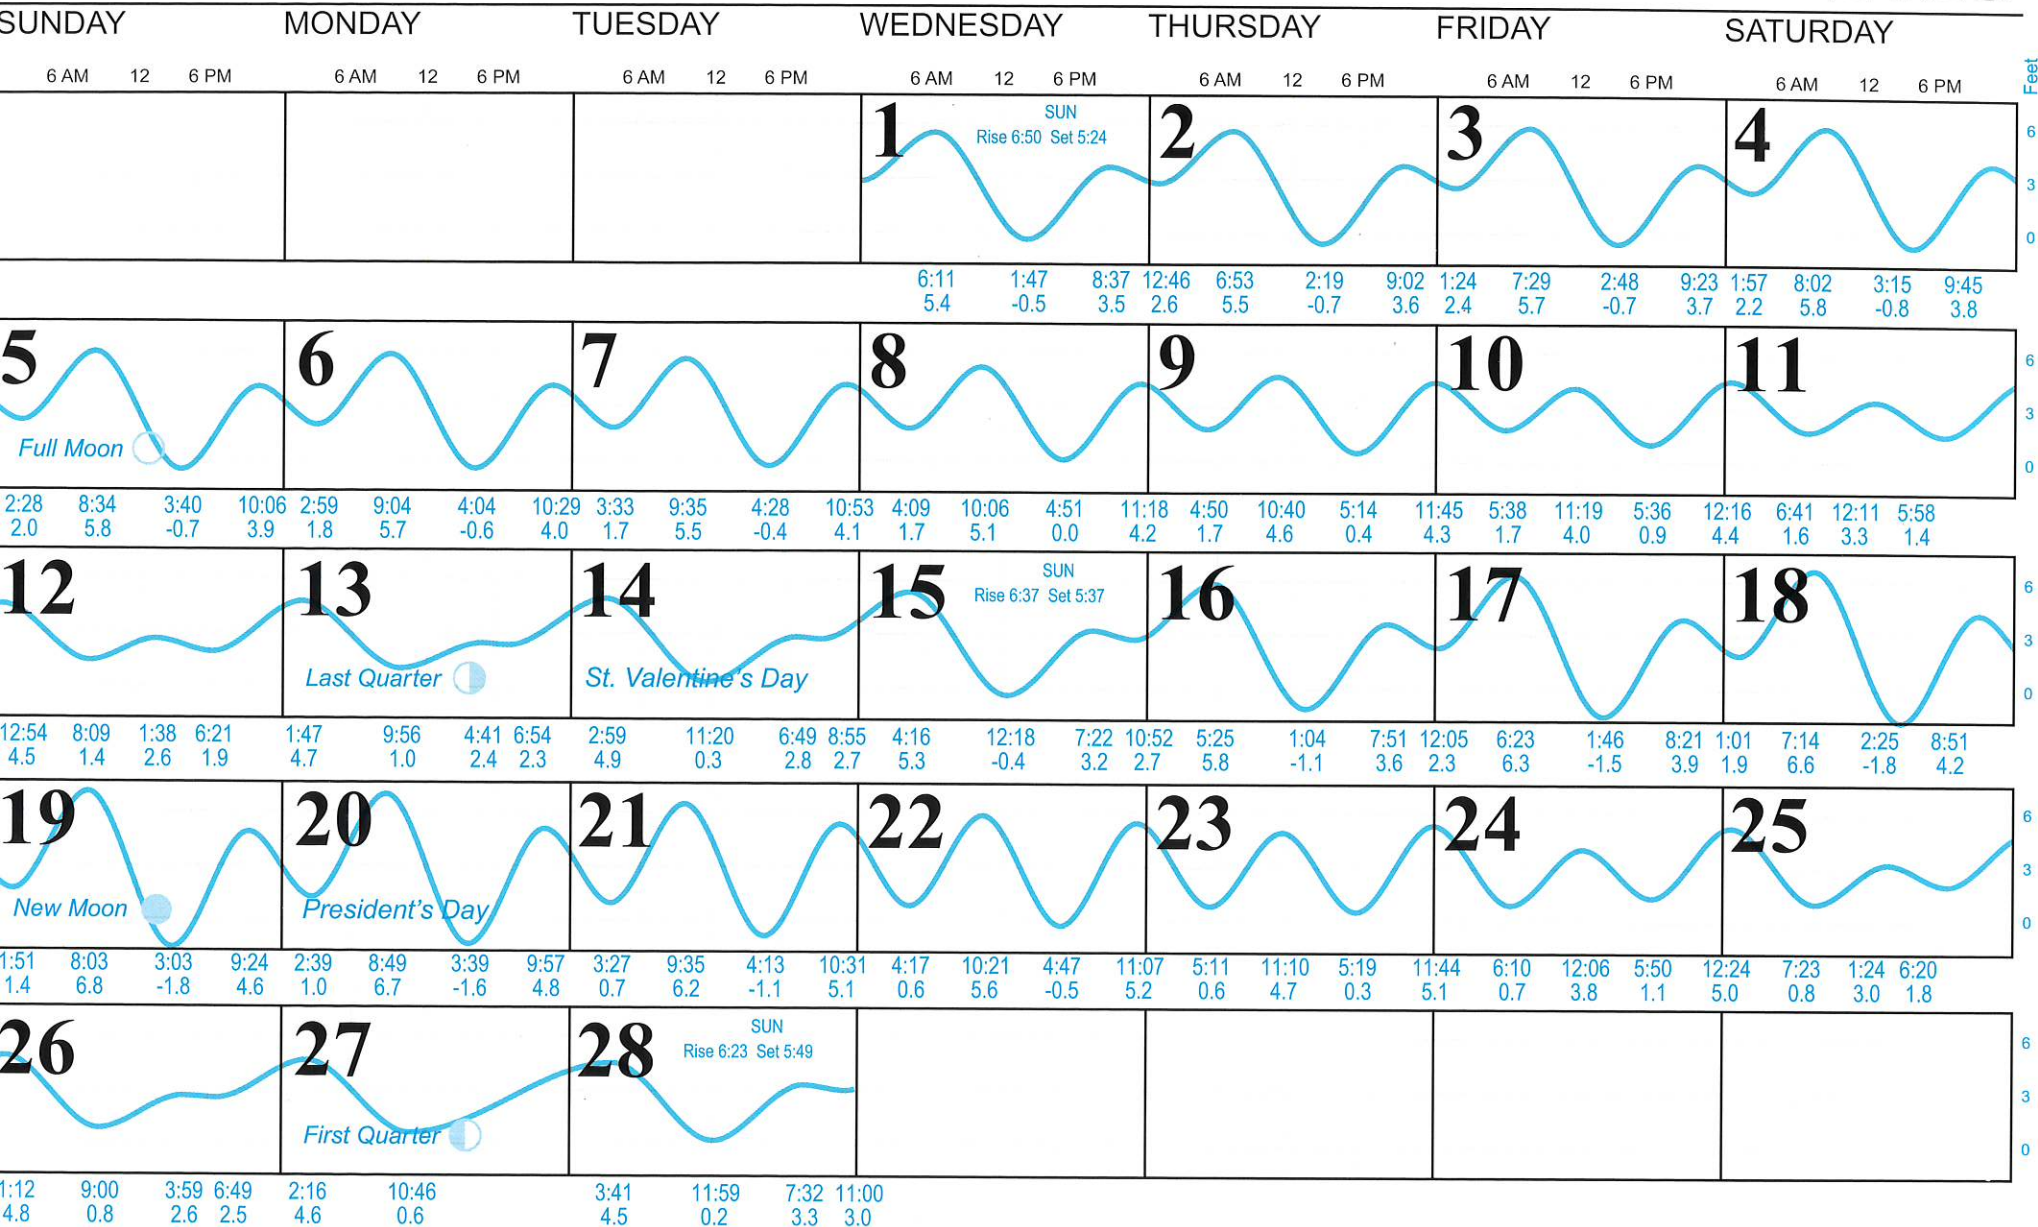 SUNDAY MONDAY TUESDAY WEDNESDAY THURSDAY FRIDAY SATURDAY
6 AM 12 6 PM 6 AM 12 6 PM 6 AM 12 6 PM 6 AM 12 6 PM 6 AM 12 6 PM 6 AM 12 6 PM 6 AM 12 6 PM Feet
1 SUN 2 3 4 6
Rise 6:50 Set 5:24
3
0
6:11 1:47 8:37 12:46 6:53 2:19 9:02 1:24 7:29 2:48 9:23 1:57 8:02 3:15 9:45
5.4 -0.5 3.5 2.6 5.5 -0.7 3.6 2.4 5.7 -0.7 3.7 2.2 5.8 -0.8 3.8
5 6 7 8 9 10 11 6
3
Full Moon
0
2:28 8:34 3:40 10:06 2:59 9:04 4:04 10:29 3:33 9:35 4:28 10:53 4:09 10:06 4:51 11:18 4:50 10:40 5:14 11:45 5:38 11:19 5:36 12:16 6:41 12:11 5:58
2.0 5.8 -0.7 3.9 1.8 5.7 -0.6 4.0 1.7 5.5 -0.4 4.1 1.7 5.1 0.0 4.2 1.7 4.6 0.4 4.3 1.7 4.0 0.9 4.4 1.6 3.3 1.4
12 13 14 15 SUN 16 17 18 6
Rise 6:37 Set 5:37
3
Last Quarter St. Valentine's Day
0
12:54 8:09 1:38 6:21 1:47 9:56 4:41 6:54 2:59 11:20 6:49 8:55 4:16 12:18 7:22 10:52 5:25 1:04 7:51 12:05 6:23 1:46 8:21 1:01 7:14 2:25 8:51
4.5 1.4 2.6 1.9 4.7 1.0 2.4 2.3 4.9 0.3 2.8 2.7 5.3 -0.4 3.2 2.7 5.8 -1.1 3.6 2.3 6.3 -1.5 3.9 1.9 6.6 -1.8 4.2
19 20 21 22 23 24 25 6
3
New Moon President's Day
0
1:51 8:03 3:03 9:24 2:39 8:49 3:39 9:57 3:27 9:35 4:13 10:31 4:17 10:21 4:47 11:07 5:11 11:10 5:19 11:44 6:10 12:06 5:50 12:24 7:23 1:24 6:20
1.4 6.8 -1.8 4.6 1.0 6.7 -1.6 4.8 0.7 6.2 -1.1 5.1 0.6 5.6 -0.5 5.2 0.6 4.7 0.3 5.1 0.7 3.8 1.1 5.0 0.8 3.0 1.8
26 27 28 SUN 6
Rise 6:23 Set 5:49
3
First Quarter
0
1:12 9:00 3:59 6:49 2:16 10:46 3:41 11:59 7:32 11:00
4.8 0.8 2.6 2.5 4.6 0.6 4.5 0.2 3.3 3.0